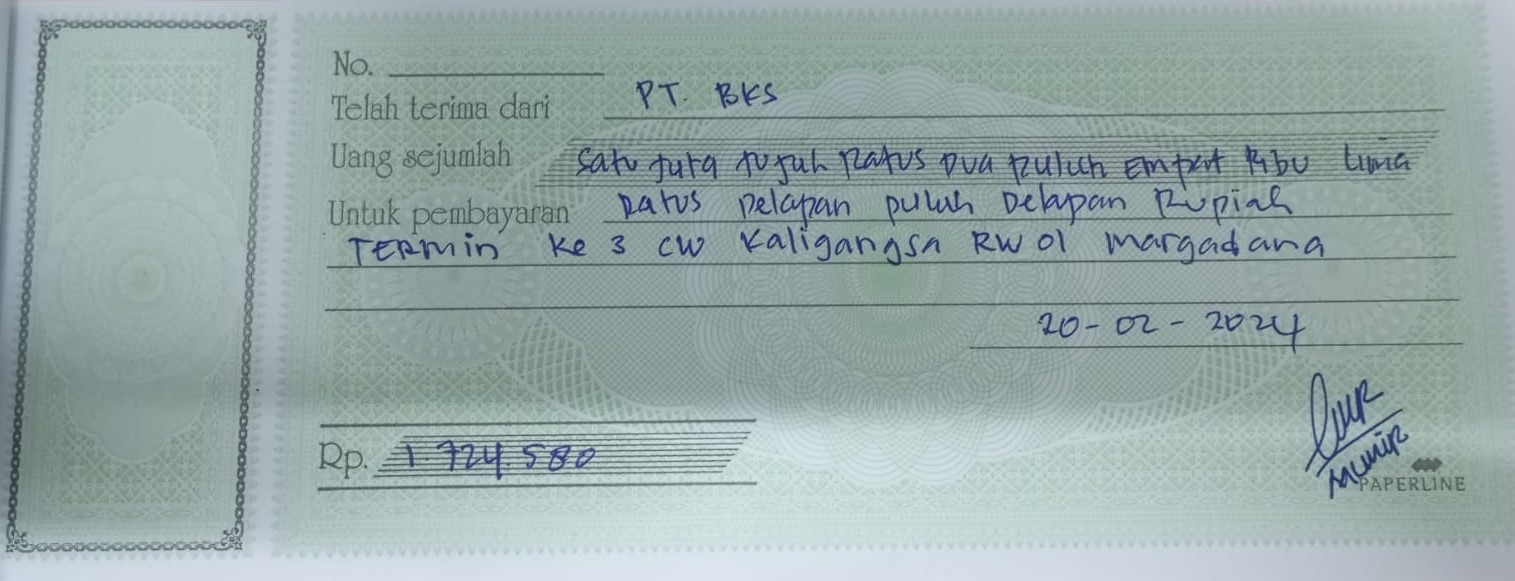 No.
Telah terima dari PT. BKS
Uang sejumlah Satu juta tujuh Ratus Dua puluh Empat Ribu lima
Untuk pembayaran Ratus Delapan puluh Delapan Rupiah
TERmin ke 3 CW Kaligangsa RW 01 Margadana
20-02-2024
Rp. 1.724.580
Munir
PAPERLINE